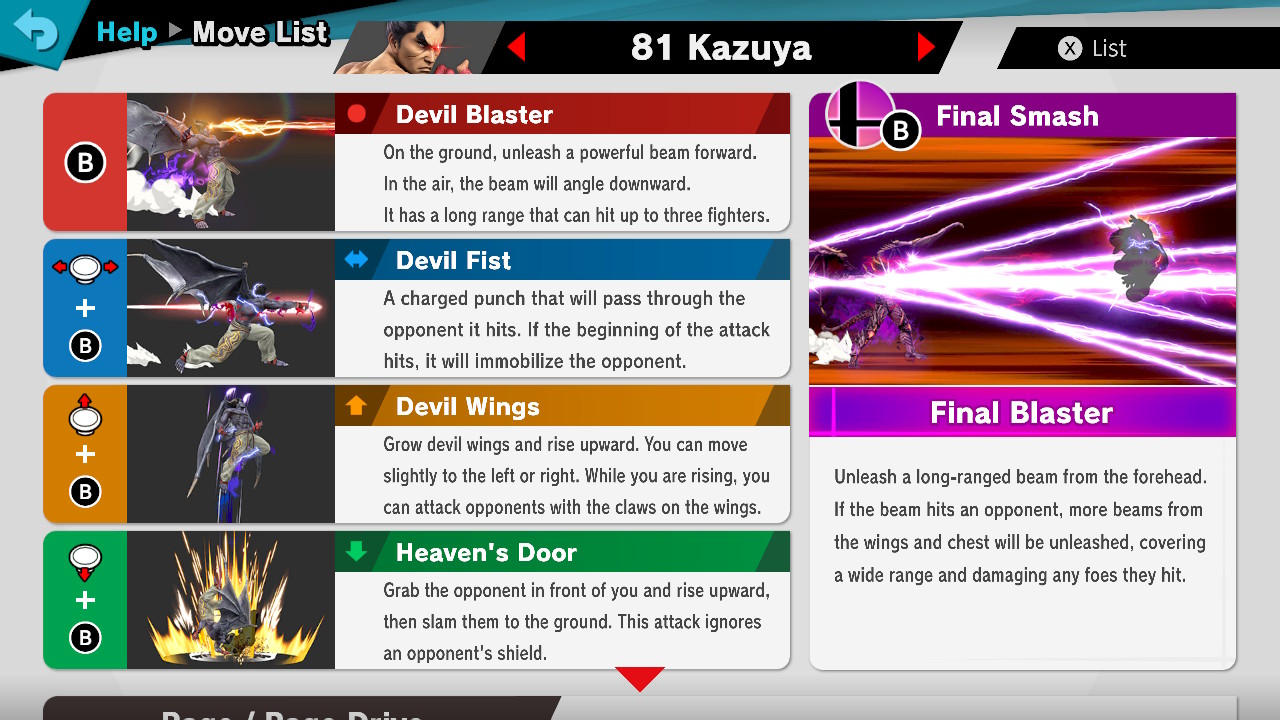 Help Move List
81 Kazuya
X List
B
Devil Blaster
On the ground, unleash a powerful beam forward.
In the air, the beam will angle downward.
It has a long range that can hit up to three fighters.
+
B
Devil Fist
A charged punch that will pass through the
opponent it hits. If the beginning of the attack
hits, it will immobilize the opponent.
+
B
Devil Wings
Grow devil wings and rise upward. You can move
slightly to the left or right. While you are rising, you
can attack opponents with the claws on the wings.
+
B
Heaven's Door
Grab the opponent in front of you and rise upward,
then slam them to the ground. This attack ignores
an opponent's shield.
B
Final Smash
Final Blaster
Unleash a long-ranged beam from the forehead.
If the beam hits an opponent, more beams from
the wings and chest will be unleashed, covering
a wide range and damaging any foes they hit.
Rage / Rage Drive